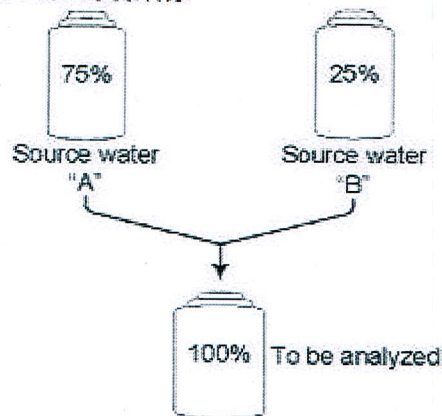 75%
25%
Source water
"A"
Source water
"B"
100%
To be analyzed